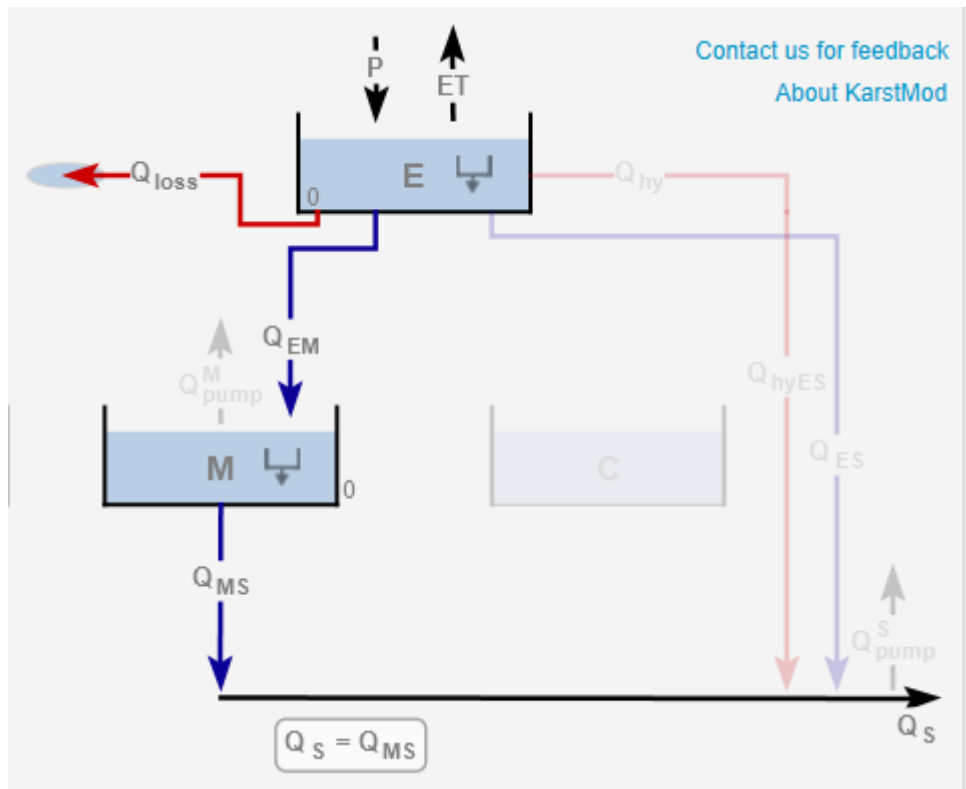 Contact us for feedback
About KarstMod
P
ET
Q loss
E
Q hy
0
Q EM
Q M pump
Q hyES
M
C
Q ES
0
Q MS
Q S pump
Q S = Q MS
Q S